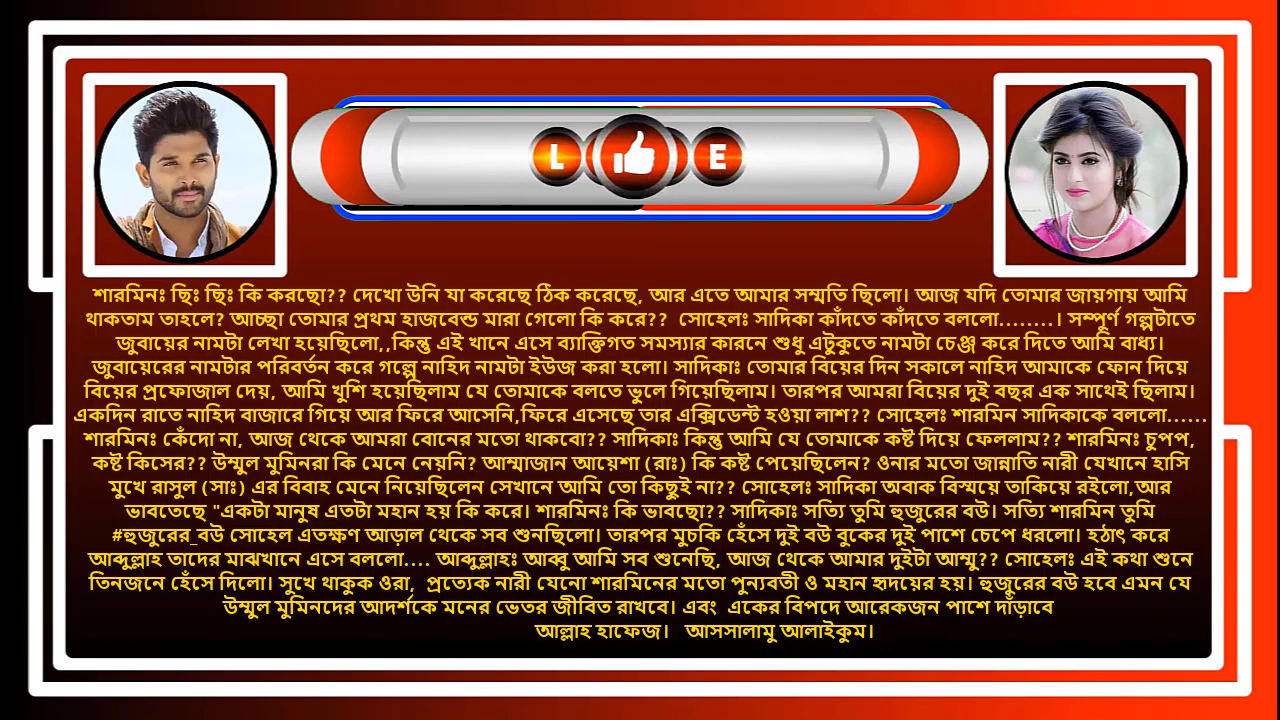 L E
শারমিনঃ ছিঃ ছিঃ কি করছো?? দেখো উনি যা করেছে ঠিক করেছে, আর এতে আমার সম্মতি ছিলো। আজ যদি তোমার জায়গায় আমি
থাকতাম তাহলে? আচ্ছা তোমার প্রথম হাজবেন্ড মারা গেলো কি করে?? সোহেলঃ সাদিকা কাঁদতে কাঁদতে বললো........। সম্পুর্ণ গল্পটাতে
জুবায়ের নামটা লেখা হয়েছিলো,,কিন্তু এই খানে এসে ব্যাক্তিগত সমস্যার কারনে শুধু এটুকুতে নামটা চেঞ্জ করে দিতে আমি বাধ্য।
জুবায়েরের নামটার পরিবর্তন করে গল্পে নাহিদ নামটা ইউজ করা হলো। সাদিকাঃ তোমার বিয়ের দিন সকালে নাহিদ আমাকে ফোন দিয়ে
বিয়ের প্রফোজাল দেয়, আমি খুশি হয়েছিলাম যে তোমাকে বলতে ভুলে গিয়েছিলাম। তারপর আমরা বিয়ের দুই বছর এক সাথেই ছিলাম।
একদিন রাতে নাহিদ বাজারে গিয়ে আর ফিরে আসেনি,ফিরে এসেছে তার এক্সিডেন্ট হওয়া লাশ?? সোহেলঃ শারমিন সাদিকাকে বললো......
শারমিনঃ কেঁদো না, আজ থেকে আমরা বোনের মতো থাকবো?? সাদিকাঃ কিন্তু আমি যে তোমাকে কষ্ট দিয়ে ফেললাম?? শারমিনঃ চুপপ,
কষ্ট কিসের?? উম্মুল মুমিনরা কি মেনে নেয়নি? আম্মাজান আয়েশা (রাঃ) কি কষ্ট পেয়েছিলেন? ওনার মতো জান্নাতি নারী যেখানে হাসি
মুখে রাসুল (সাঃ) এর বিবাহ মেনে নিয়েছিলেন সেখানে আমি তো কিছুই না?? সোহেলঃ সাদিকা অবাক বিস্ময়ে তাকিয়ে রইলো,আর
ভাবতেছে "একটা মানুষ এতটা মহান হয় কি করে। শারমিনঃ কি ভাবছো?? সাদিকাঃ সত্যি তুমি হুজুরের বউ। সত্যি শারমিন তুমি
#হুজুরের_বউ সোহেল এতক্ষণ আড়াল থেকে সব শুনছিলো। তারপর মুচকি হেঁসে দুই বউ বুকের দুই পাশে চেপে ধরলো। হঠাৎ করে
আব্দুল্লাহ তাদের মাঝখানে এসে বললো.... আব্দুল্লাহঃ আব্বু আমি সব শুনেছি, আজ থেকে আমার দুইটা আম্মু?? সোহেলঃ এই কথা শুনে
তিনজনে হেঁসে দিলো। সুখে থাকুক ওরা, প্রত্যেক নারী যেনো শারমিনের মতো পুন্যবতী ও মহান হৃদয়ের হয়। হুজুরের বউ হবে এমন যে
উম্মুল মুমিনদের আদর্শকে মনের ভেতর জীবিত রাখবে। এবং একের বিপদে আরেকজন পাশে দাঁড়াবে
আল্লাহ হাফেজ। আসসালামু আলাইকুম।